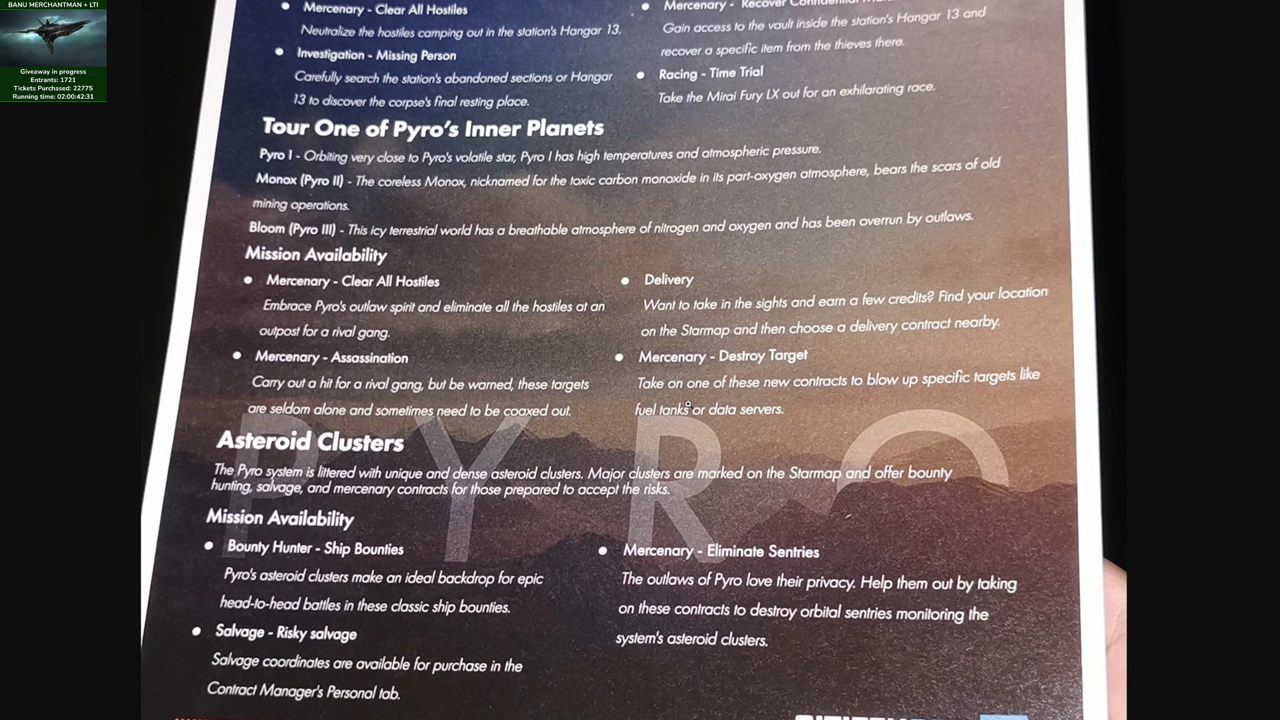 BANU MERCHANTMAN + LTI
Giveaway in progress
Entrants: 1721
Tickets Purchased: 22775
Running time: 02:00:42:31
Mercenary - Clear All Hostiles
Neutralize the hostiles camping out in the station's Hangar 13.
Investigation - Missing Person
Carefully search the station's abandoned sections or Hangar
13 to discover the corpse's final resting place.
Mercenary - Recover Confidential
Gain access to the vault inside the station's Hangar 13 and
recover a specific item from the thieves there.
Racing - Time Trial
Take the Mirai Fury LX out for an exhilarating race.
Tour One of Pyro's Inner Planets
Pyro I - Orbiting very close to Pyro's volatile star, Pyro I has high temperatures and atmospheric pressure.
Monox (Pyro II) - The coreless Monox, nicknamed for the toxic carbon monoxide in its part-oxygen atmosphere, bears the scars of old
mining operations.
Bloom (Pyro III) - This icy terrestrial world has a breathable atmosphere of nitrogen and oxygen and has been overrun by outlaws.
Mission Availability
Mercenary - Clear All Hostiles
Embrace Pyro's outlaw spirit and eliminate all the hostiles at an
outpost for a rival gang.
Mercenary - Assassination
Carry out a hit for a rival gang, but be warned, these targets
are seldom alone and sometimes need to be coaxed out.
Delivery
Want to take in the sights and earn a few credits? Find your location
on the Starmap and then choose a delivery contract nearby.
Mercenary - Destroy Target
Take on one of these new contracts to blow up specific targets like
fuel tanks or data servers.
PYRO
Asteroid Clusters
The Pyro system is littered with unique and dense asteroid clusters. Major clusters are marked on the Starmap and offer bounty
hunting, salvage, and mercenary contracts for those prepared to accept the risks.
Mission Availability
Bounty Hunter - Ship Bounties
Pyro's asteroid clusters make an ideal backdrop for epic
head-to-head battles in these classic ship bounties.
Salvage - Risky salvage
Salvage coordinates are available for purchase in the
Contract Manager's Personal tab.
Mercenary - Eliminate Sentries
The outlaws of Pyro love their privacy. Help them out by taking
on these contracts to destroy orbital sentries monitoring the
system's asteroid clusters.